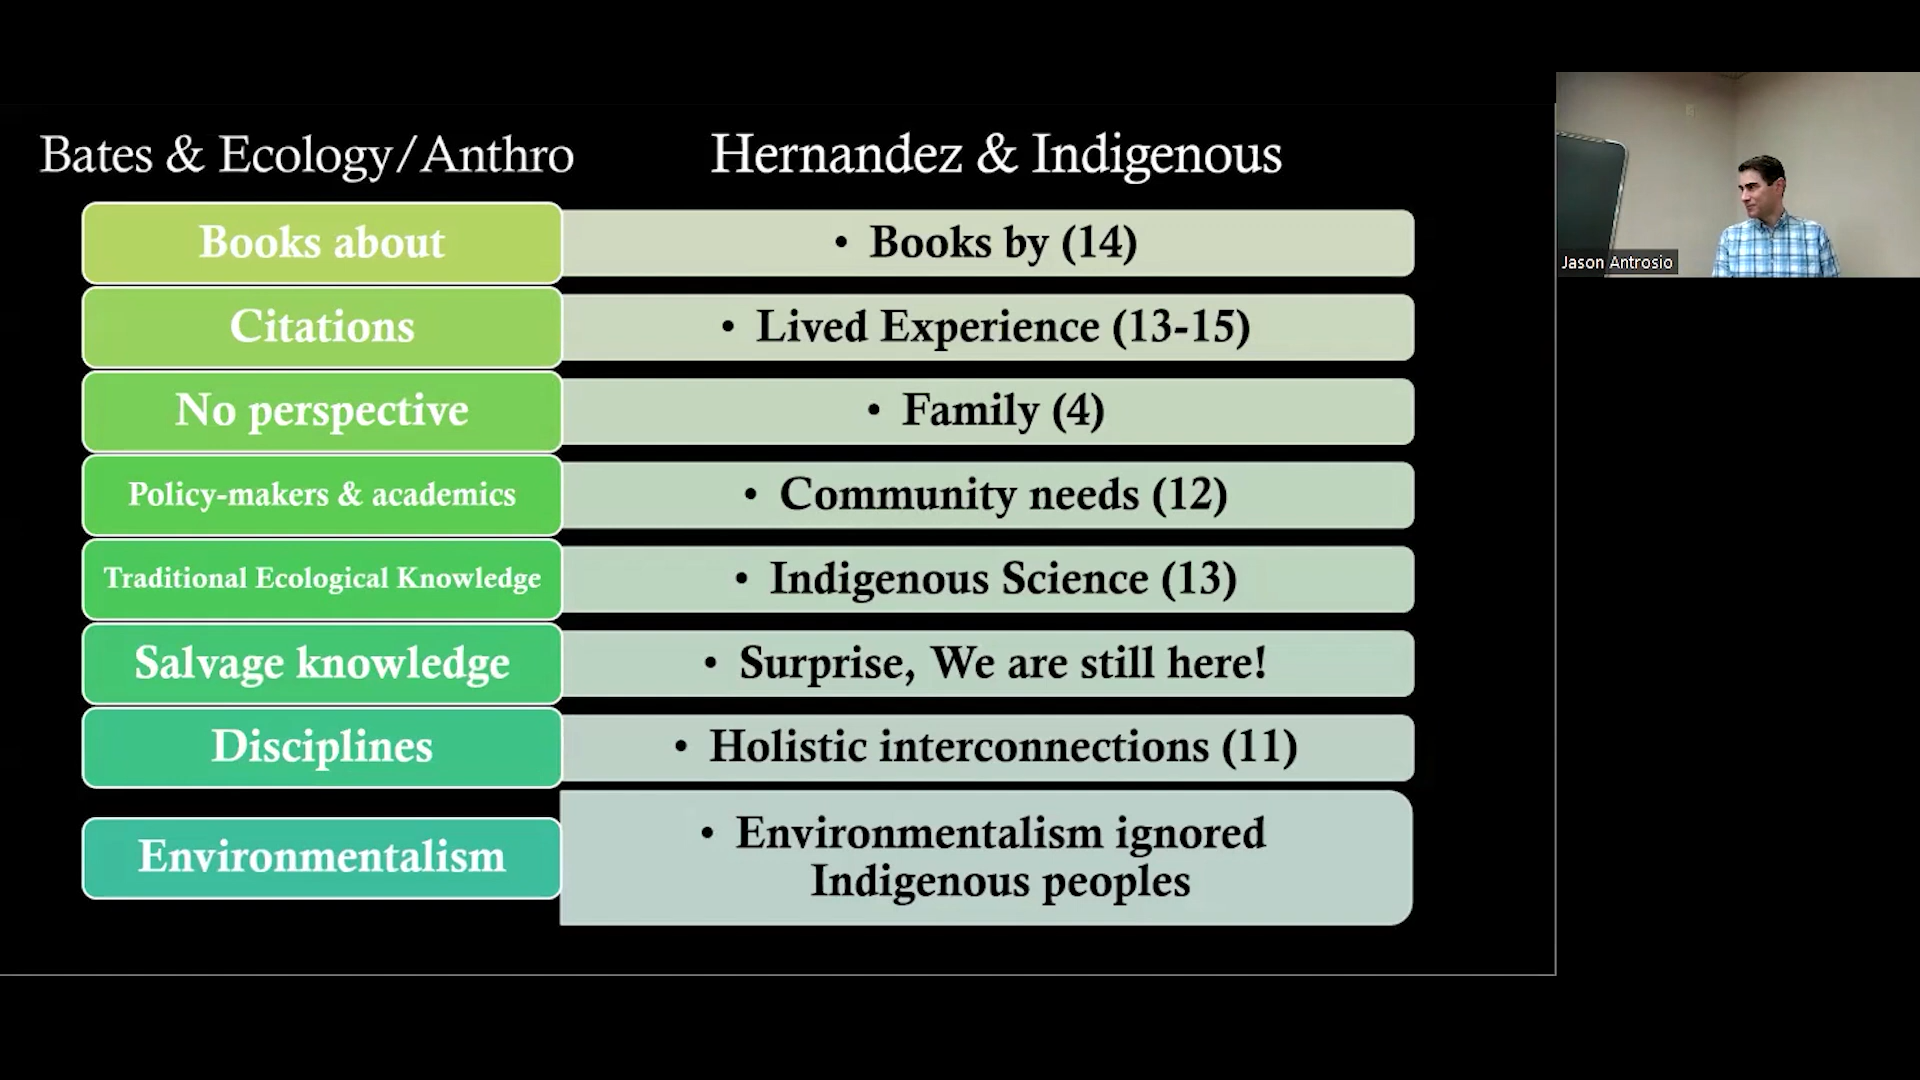 Bates & Ecology/Anthro
Hernandez & Indigenous
Books about
• Books by (14)
Citations
• Lived Experience (13-15)
No perspective
• Family (4)
Policy-makers & academics
• Community needs (12)
Traditional Ecological Knowledge
• Indigenous Science (13)
Salvage knowledge
• Surprise, We are still here!
Disciplines
• Holistic interconnections (11)
Environmentalism
• Environmentalism ignored
Indigenous peoples
Jason Antrosio